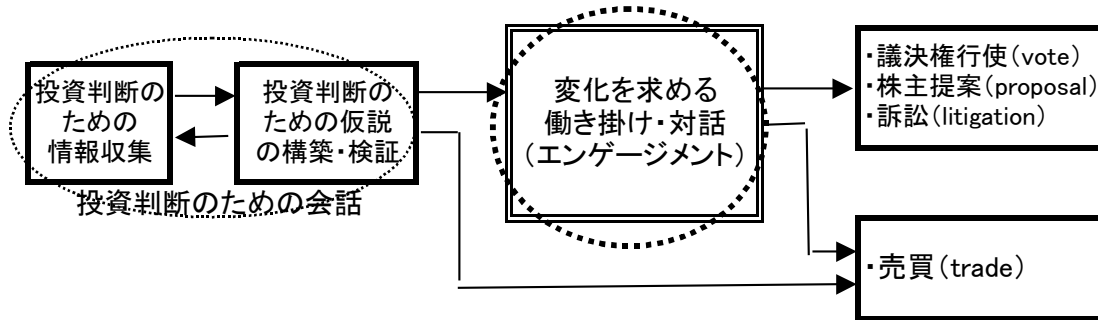 投資判断の
ための
情報収集
投資判断の
ための仮説
の構築・検証
投資判断のための会話
変化を求める
働き掛け・対話
（エンゲージメント）
・議決権行使（vote）
・株主提案（proposal）
・訴訟（litigation）
・売買（trade）